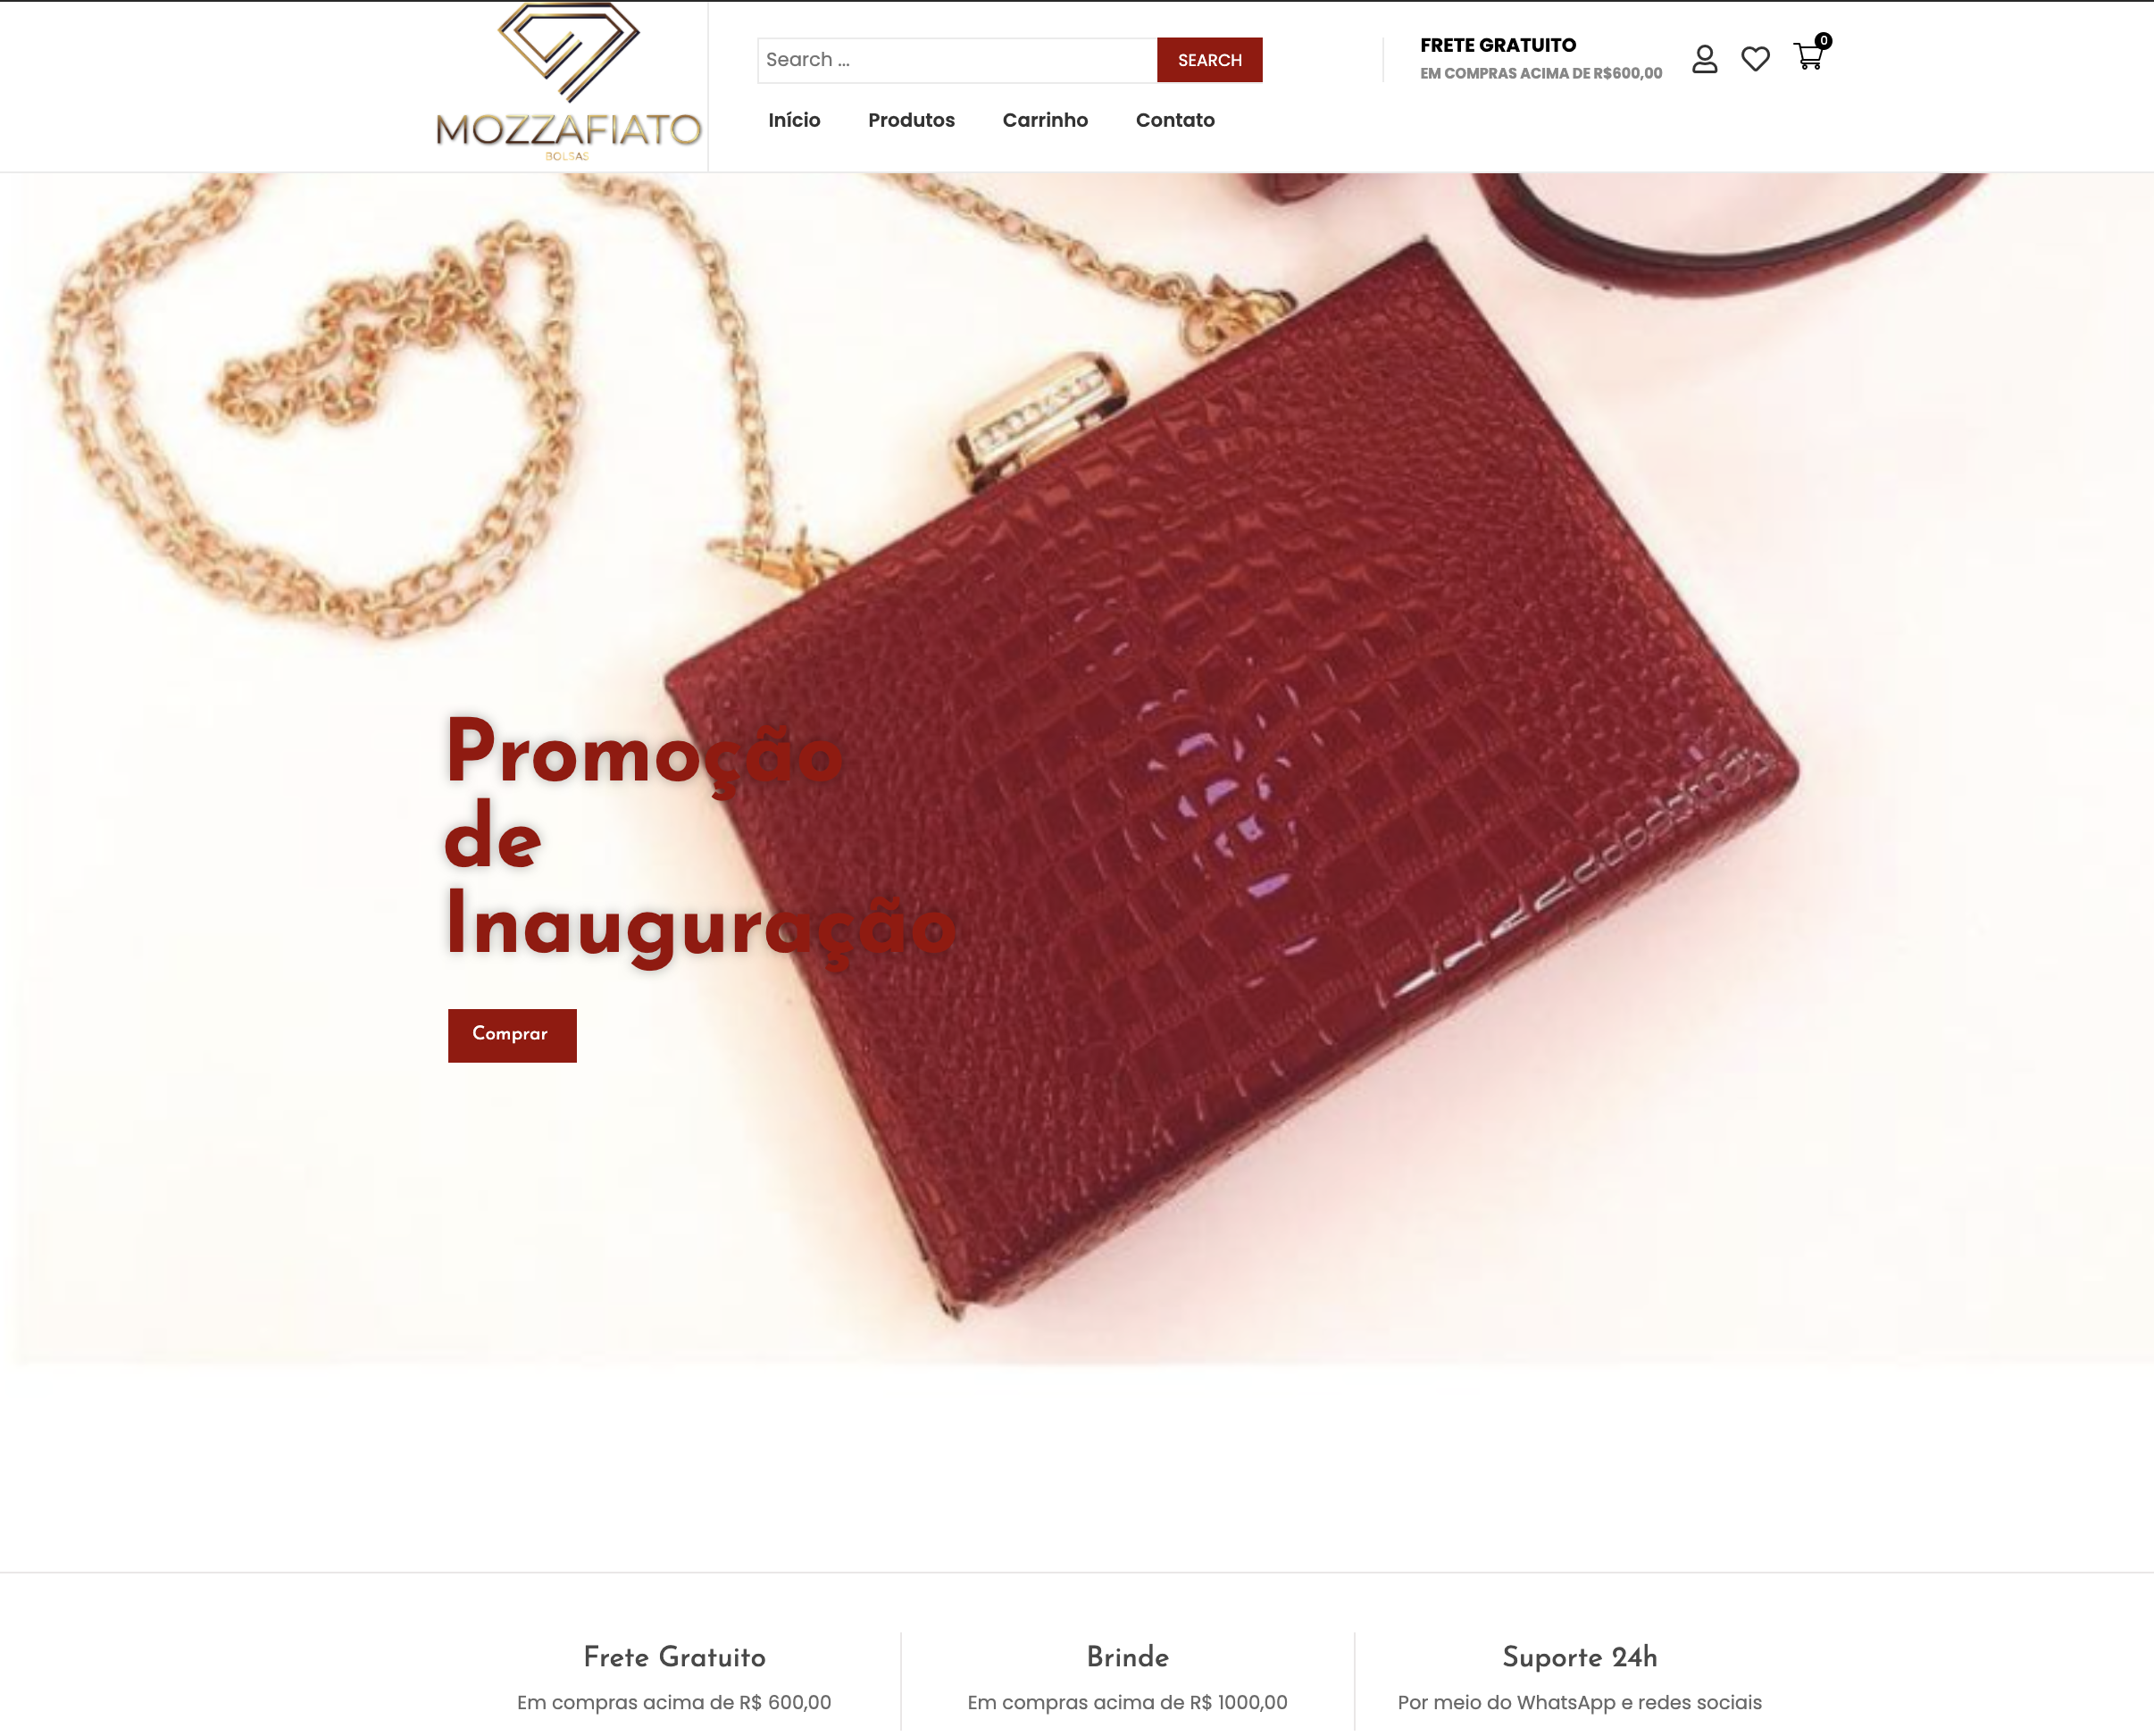 MOZZAFIATO
BOLSAS
Search ...
SEARCH
FRETE GRATUITO
EM COMPRAS ACIMA DE R$600,00
0
Início
Produtos
Carrinho
Contato
Promoção
de
Inauguração
Comprar
Frete Gratuito
Em compras acima de R$ 600,00
Brinde
Em compras acima de R$ 1000,00
Suporte 24h
Por meio do WhatsApp e redes sociais